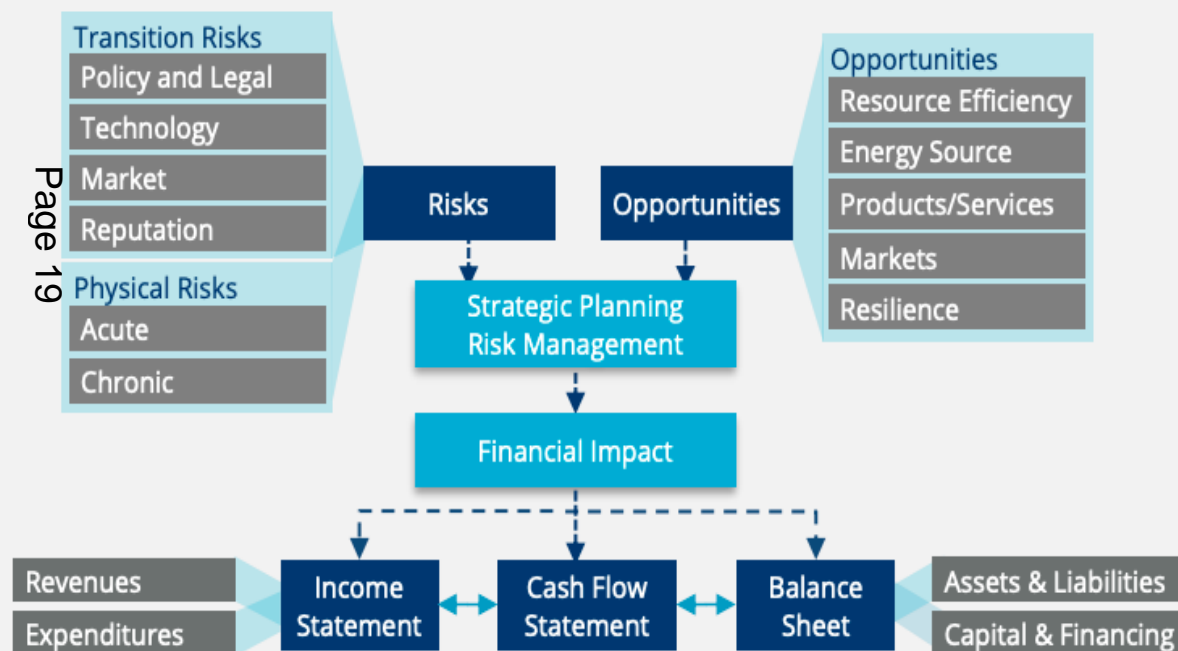 Transition Risks
Policy and Legal
Technology
Market
Reputation
Physical Risks
Acute
Chronic
Page 19
Risks
Opportunities
Opportunities
Resource Efficiency
Energy Source
Products/Services
Markets
Resilience
Strategic Planning
Risk Management
Financial Impact
Revenues
Expenditures
Income
Statement
Cash Flow
Statement
Balance
Sheet
Assets & Liabilities
Capital & Financing